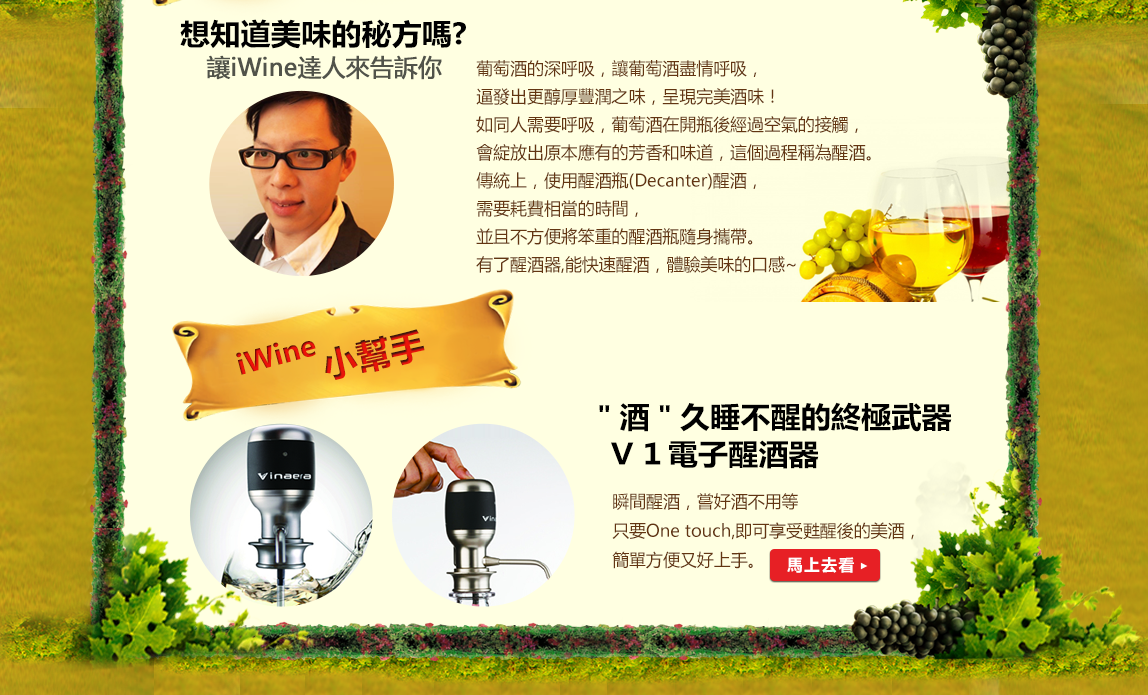 想知道美味的秘方嗎?
讓iWine達人來告訴你
葡萄酒的深呼吸，讓葡萄酒盡情呼吸，
逼發出更醇厚豐潤之味，呈現完美酒味！
如同人需要呼吸，葡萄酒在開瓶後經過空氣的接觸，
會綻放出原本應有的芳香和味道，這個過程稱為醒酒。
傳統上，使用醒酒瓶(Decanter)醒酒，
需要耗費相當的時間，
並且不方便將笨重的醒酒瓶隨身攜帶。
有了醒酒器,能快速醒酒，體驗美味的口感~
iWine 小幫手
Vinaera
Vin
" 酒 " 久睡不醒的終極武器
V 1 電子醒酒器
瞬間醒酒，嘗好酒不用等
只要One touch,即可享受甦醒後的美酒，
簡單方便又好上手。
馬上去看